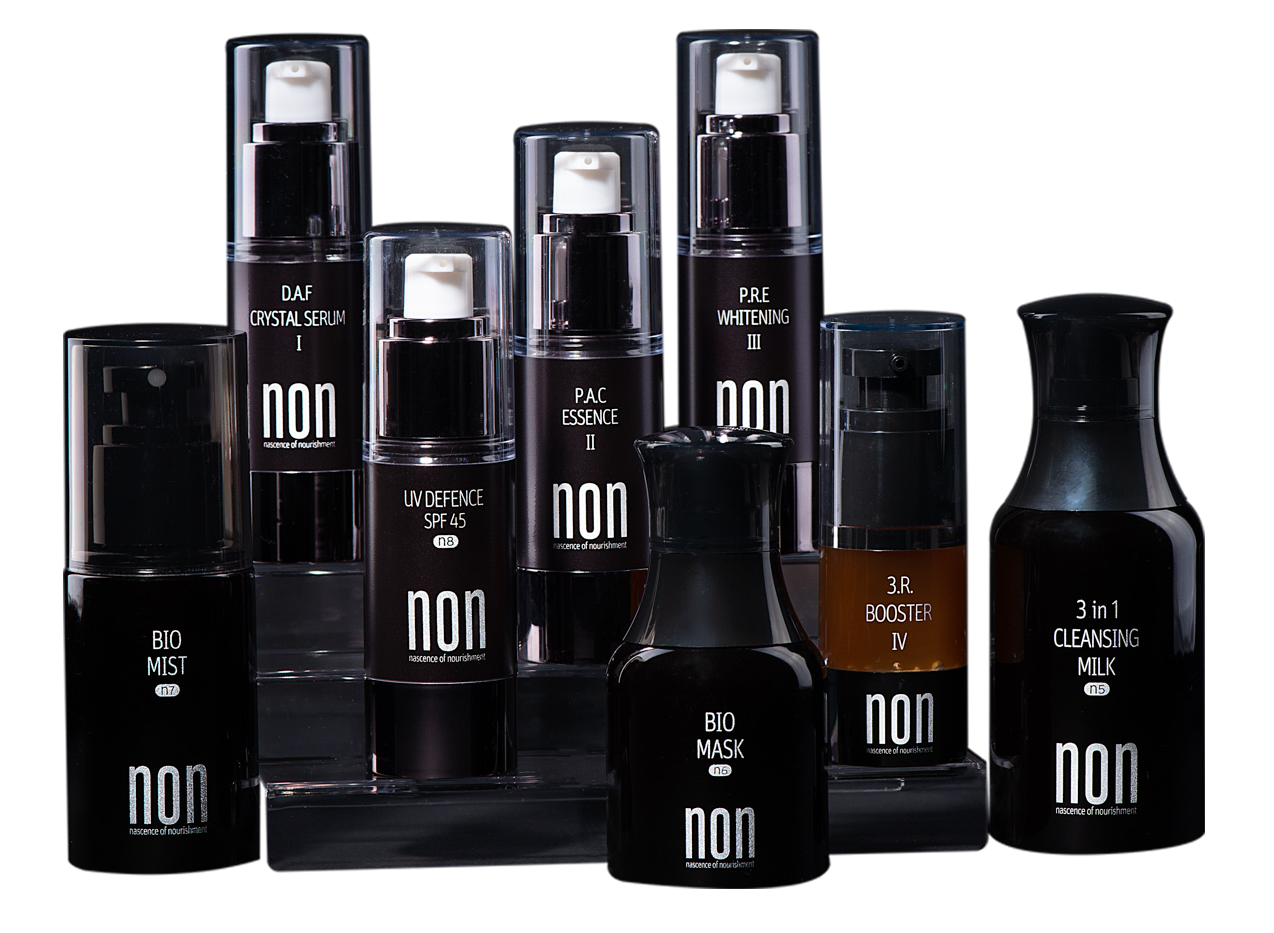 D.A.F
CRYSTAL SERUM
I
non
nascence of nourishment
P.R.E
WHITENING
III
non
P.A.C
ESSENCE
II
non
nascence of nourishment
UV DEFENCE
SPF 45
n8
non
nascence of nourishment
3.R.
BOOSTER
IV
non
nascence of nourishment
3 in 1
CLEANSING
MILK
n5
non
nascence of nourishment
BIO
MIST
n7
non
nascence of nourishment
BIO
MASK
n6
non
nascence of nourishment